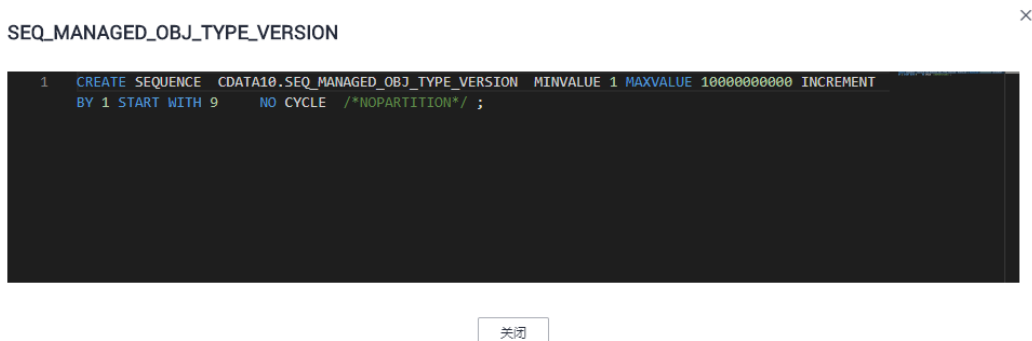 SEQ_MANAGED_OBJ_TYPE_VERSION
1 CREATE SEQUENCE CDATA10.SEQ_MANAGED_OBJ_TYPE_VERSION MINVALUE 1 MAXVALUE 10000000000 INCREMENT
BY 1 START WITH 9 NO CYCLE /*NOPARTITION*/ ;
关闭